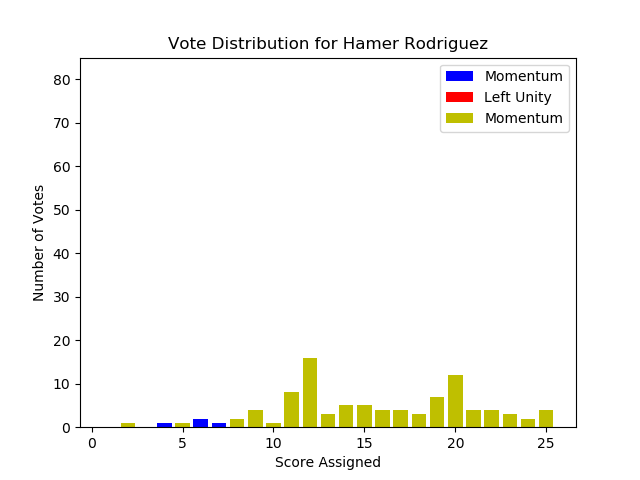 Vote Distribution for Hamer Rodriguez
Momentum
Left Unity
Momentum
80
70
60
50
40
30
20
10
0
Number of Votes
0 5 10 15 20 25
Score Assigned